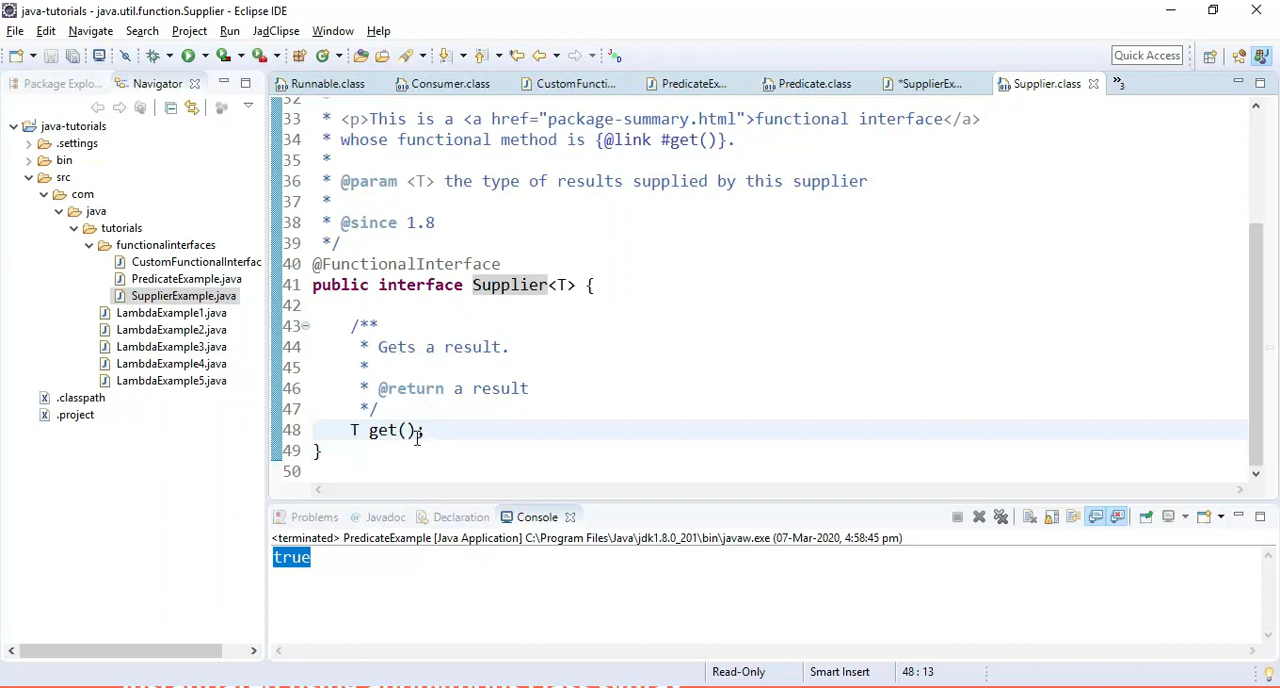 java-tutorials - java.util.function.Supplier - Eclipse IDE
File Edit Navigate Search Project Run JadClipse Window Help
Quick Access
Package Explo... Navigator
Runnable.class Consumer.class CustomFuncti... PredicateEx... Predicate.class *SupplierEx... Supplier.class »3
java-tutorials
.settings
bin
src
com
java
tutorials
functionalinterfaces
CustomFunctionalInterfac
PredicateExample.java
SupplierExample.java
LambdaExample1.java
LambdaExample2.java
LambdaExample3.java
LambdaExample4.java
LambdaExample5.java
.classpath
.project
32 *
33 * <p>This is a <a href="package-summary.html">functional interface</a>
34 * whose functional method is {@link #get()}.
35 *
36 * @param <T> the type of results supplied by this supplier
37 *
38 * @since 1.8
39 */
40 @FunctionalInterface
41 public interface Supplier<T> {
42
43 /**
44 * Gets a result.
45 *
46 * @return a result
47 */
48 T get();
49 }
50
Problems @ Javadoc Declaration Console
<terminated> PredicateExample [Java Application] C:\Program Files\Java\jdk1.8.0_201\bin\javaw.exe (07-Mar-2020, 4:58:45 pm)
true
Read-Only Smart Insert 48 : 13